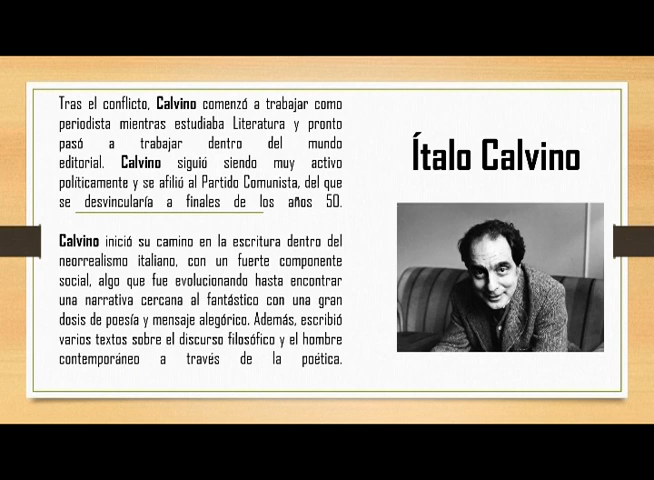 Tras el conflicto, Calvino comenzó a trabajar como
periodista mientras estudiaba Literatura y pronto
pasó a trabajar dentro del mundo
editorial. Calvino siguió siendo muy activo
políticamente y se afilió al Partido Comunista, del que
se desvincularía a finales de los años 50.
Calvino inició su camino en la escritura dentro del
neorrealismo italiano, con un fuerte componente
social, algo que fue evolucionando hasta encontrar
una narrativa cercana al fantástico con una gran
dosis de poesía y mensaje alegórico. Además, escribió
varios textos sobre el discurso filosófico y el hombre
contemporáneo a través de la poética.
Ítalo Calvino